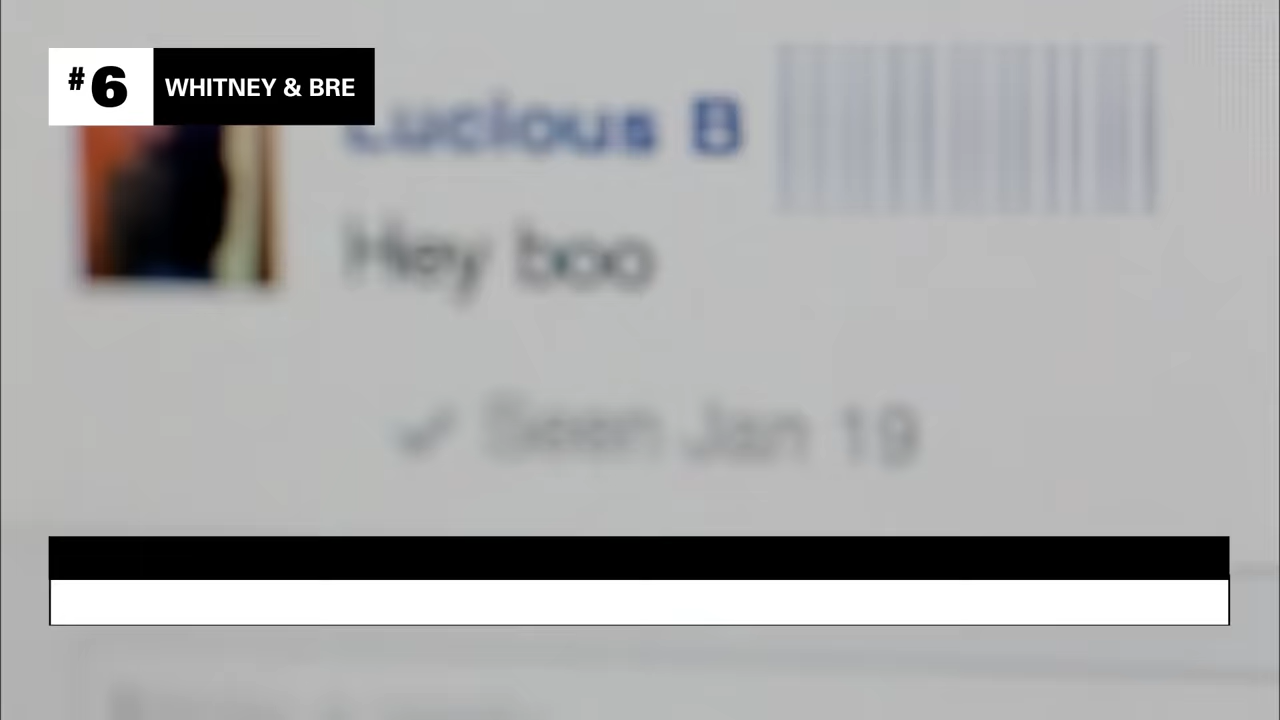 #6 WHITNEY & BRE
Lucious B
Hey boo
✓ Seen Jan 19